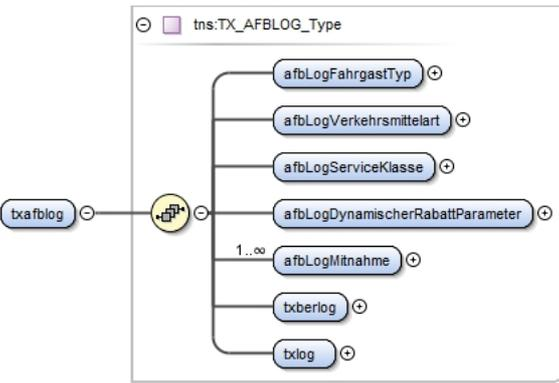 tns:TX_AFBLOG_Type
afbLogFahrgastTyp
afbLogVerkehrsmittelart
afbLogServiceKlasse
txafblog
afbLogDynamischerRabattParameter
1..∞
afbLogMitnahme
txberlog
txlog